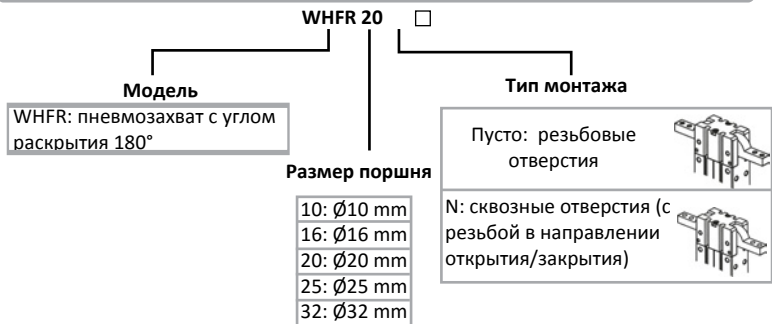 WHFR 20 □
Модель
WHFR: пневмозахват с углом
раскрытия 180°
Размер поршня
10: Ø10 mm
16: Ø16 mm
20: Ø20 mm
25: Ø25 mm
32: Ø32 mm
Тип монтажа
Пусто: резьбовые
отверстия
N: сквозные отверстия (с
резьбой в направлении
открытия/закрытия)